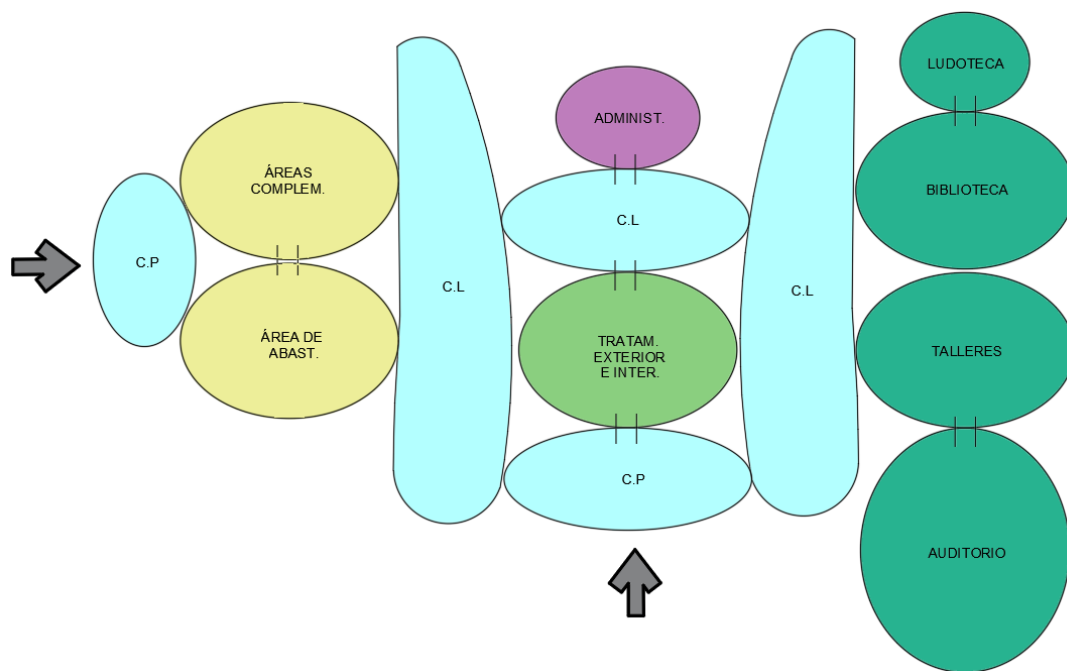 LUDOTECA
ADMINIST.
ÁREAS
COMPLEM.
BIBLIOTECA
C.L
C.P
C.L
C.L
ÁREA DE
ABAST.
TRATAM.
EXTERIOR
E INTER.
TALLERES
C.P
AUDITORIO